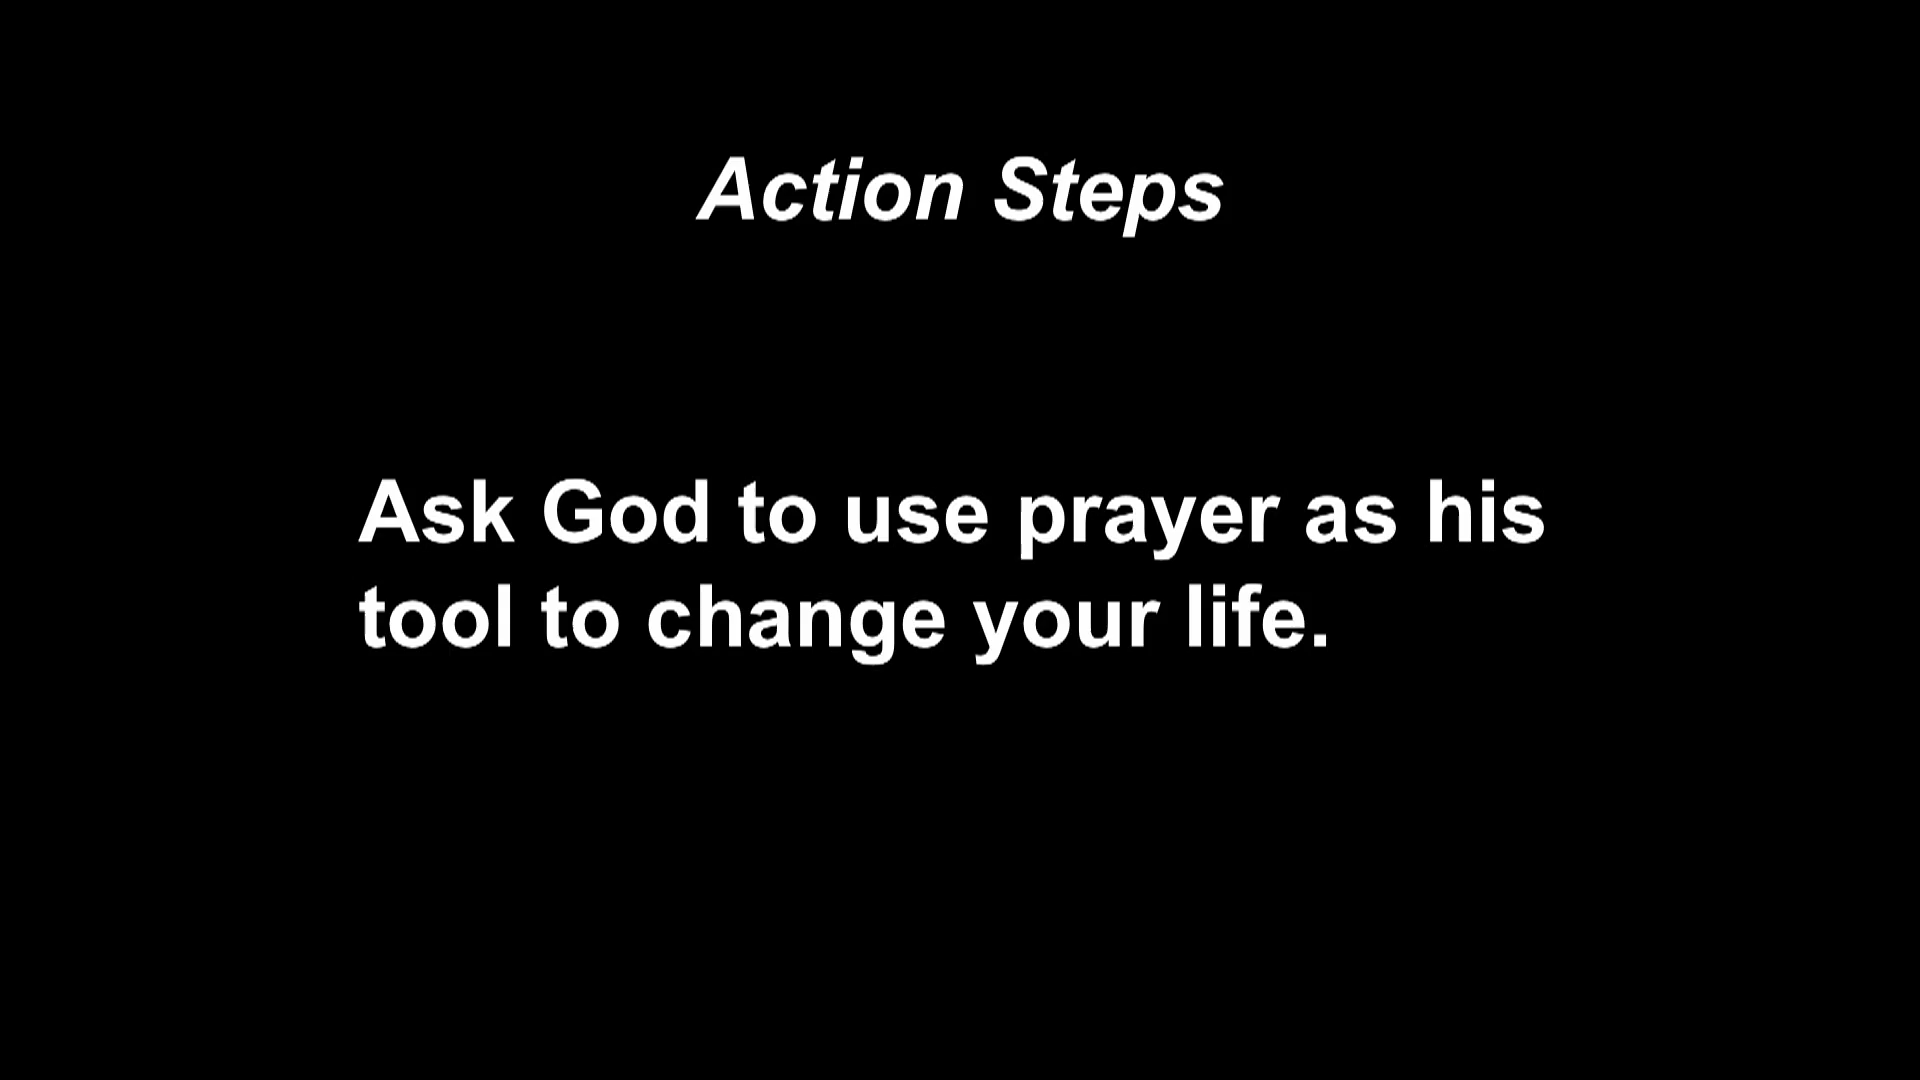 Action Steps
Ask God to use prayer as his
tool to change your life.